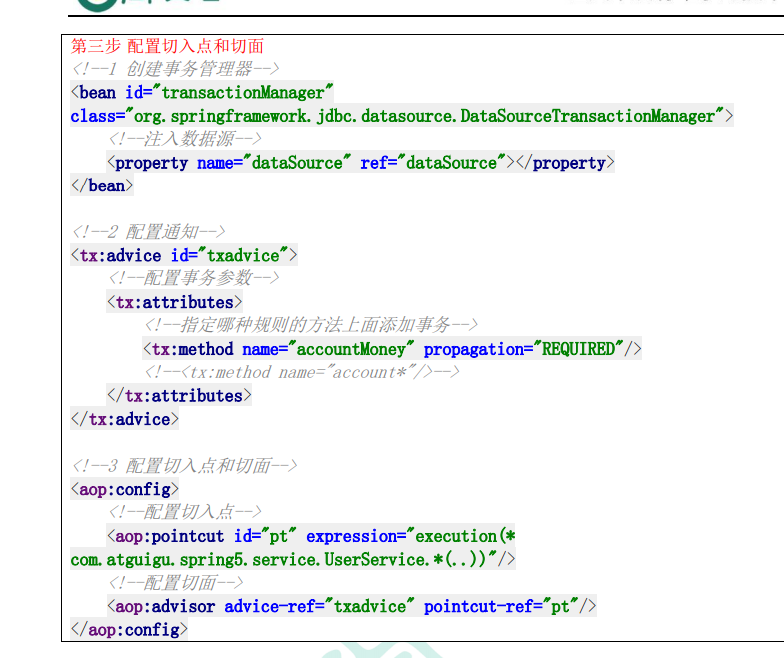 第三步 配置切入点和切面
<!--1 创建事务管理器-->
<bean id="transactionManager"
class="org.springframework.jdbc.datasource.DataSourceTransactionManager">
<!--注入数据源-->
<property name="dataSource" ref="dataSource"></property>
</bean>
<!--2 配置通知-->
<tx:advice id="txadvice">
<!--配置事务参数-->
<tx:attributes>
<!--指定哪种规则的方法上面添加事务-->
<tx:method name="accountMoney" propagation="REQUIRED"/>
<!--<tx:method name="account*"/>-->
</tx:attributes>
</tx:advice>
<!--3 配置切入点和切面-->
<aop:config>
<!--配置切入点-->
<aop:pointcut id="pt" expression="execution(*
com.atguigu.spring5.service.UserService.*(..))"/>
<!--配置切面-->
<aop:advisor advice-ref="txadvice" pointcut-ref="pt"/>
</aop:config>